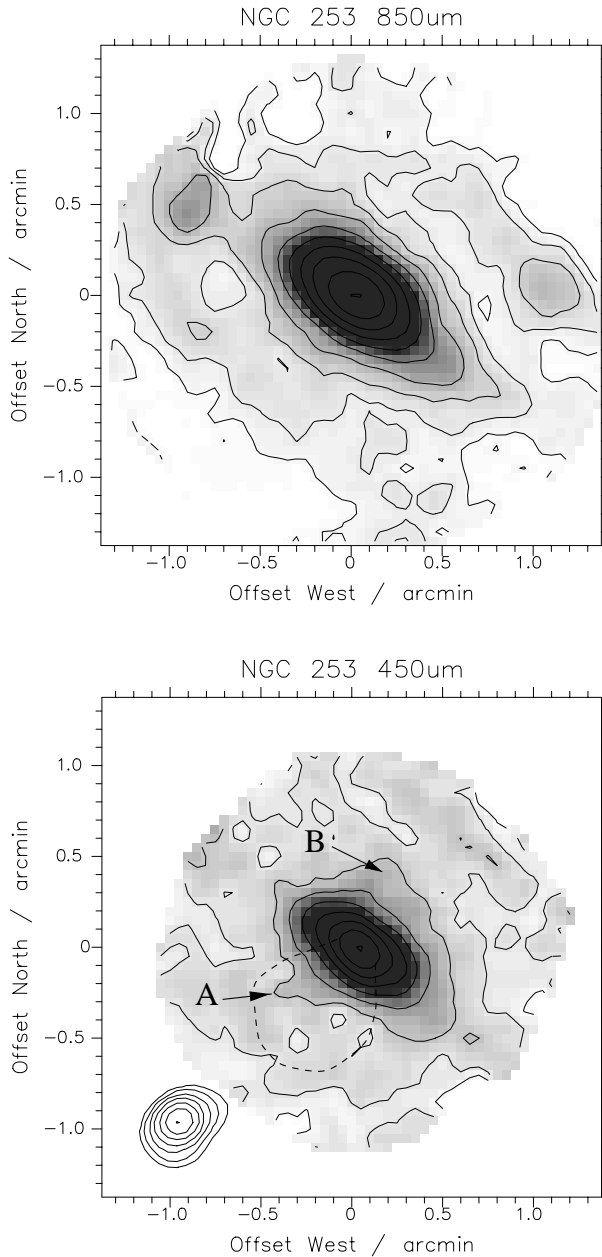 NGC 253 850um
1.0
0.5
0
−0.5
−1.0
Offset North / arcmin
−1.0 −0.5 0 0.5 1.0
Offset West / arcmin
NGC 253 450um
1.0
0.5
0
−0.5
−1.0
Offset North / arcmin
B
A
−1.0 −0.5 0 0.5 1.0
Offset West / arcmin